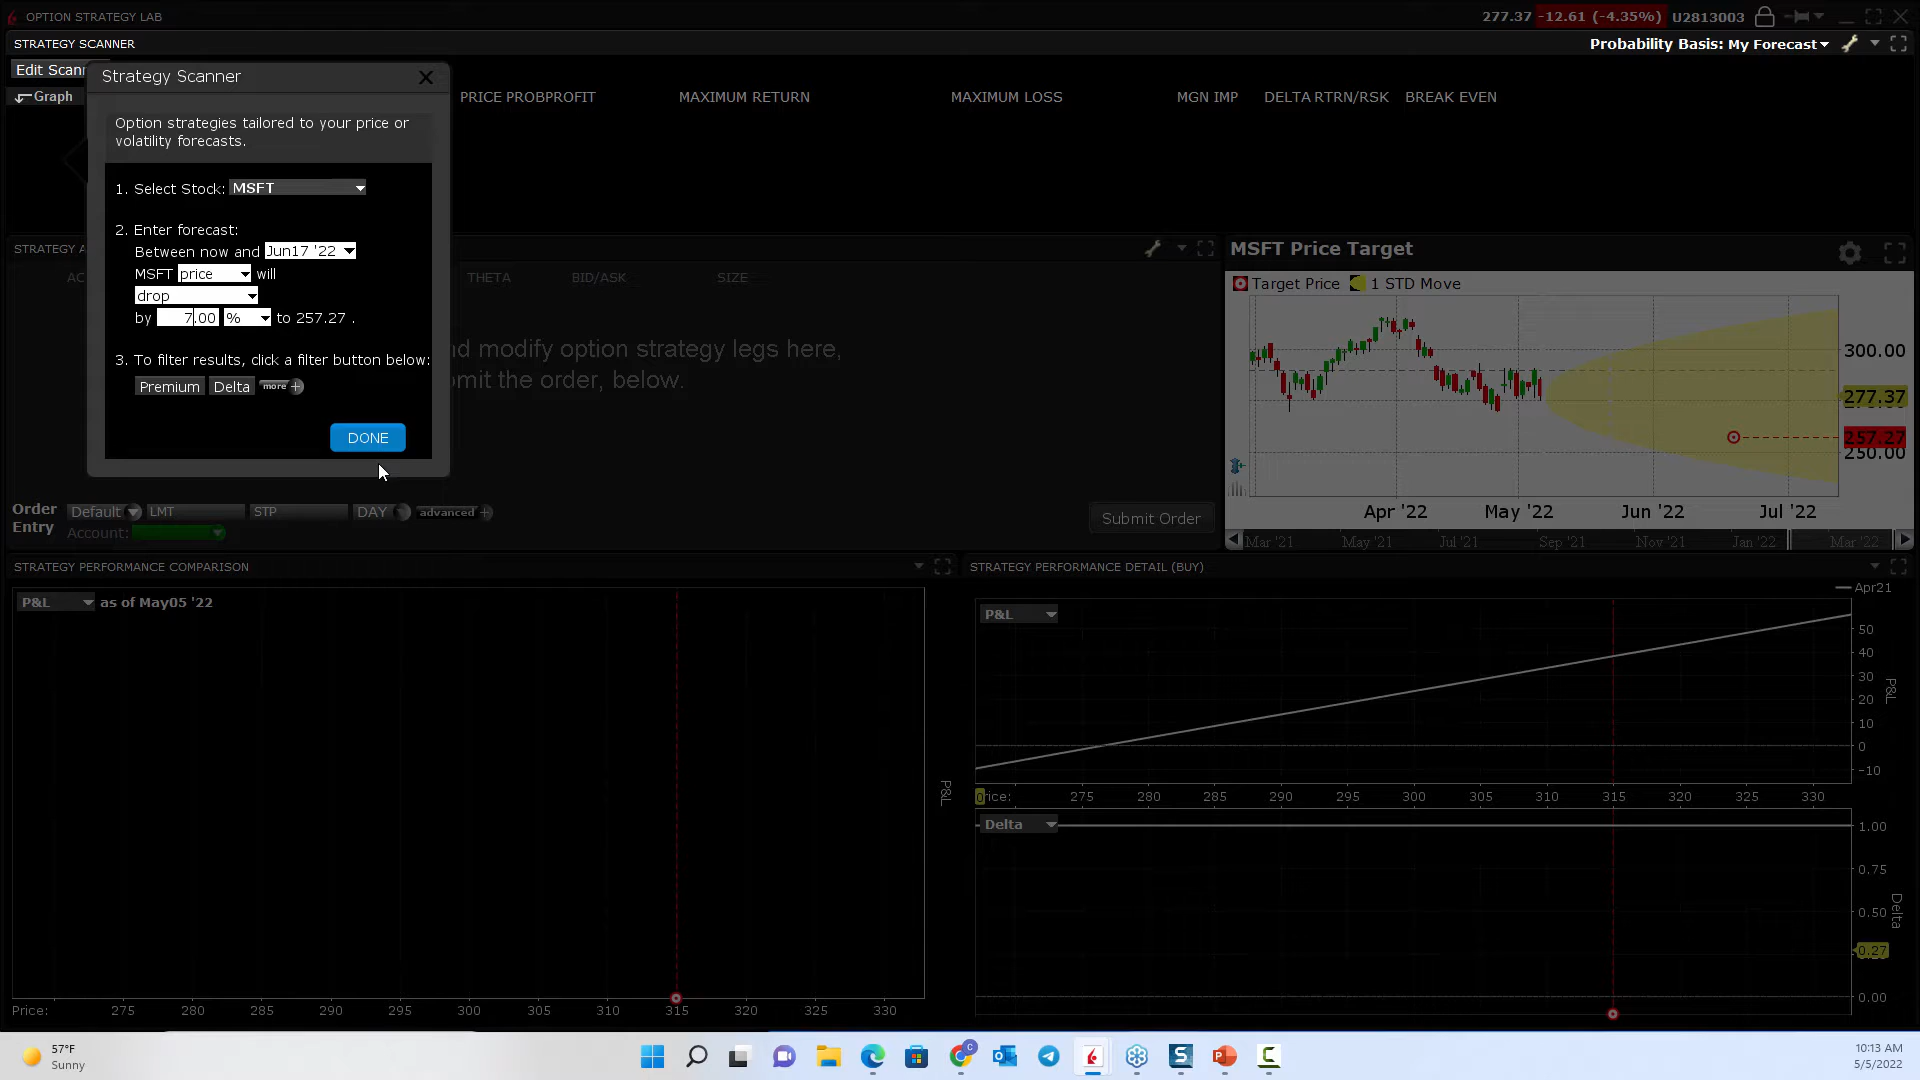 OPTION STRATEGY LAB
277.37 -12.61 (-4.35%) U2813003
STRATEGY SCANNER
Probability Basis: My Forecast
Edit Scann
Graph
PRICE PROBPROFIT MAXIMUM RETURN MAXIMUM LOSS MGN IMP DELTA RTRN/RSK BREAK EVEN
Strategy Scanner
Option strategies tailored to your price or
volatility forecasts.
1. Select Stock: MSFT
2. Enter forecast:
Between now and Jun17 '22
MSFT price will
drop
by 7.00 % to 257.27 .
3. To filter results, click a filter button below:
Premium Delta more +
DONE
STRATEGY A
AC THETA BID/ASK SIZE
nd modify option strategy legs here,
omit the order, below.
Order
Entry
Default LMT STP DAY advanced +
Account:
Submit Order
MSFT Price Target
Target Price 1 STD Move
300.00
277.37
257.27
250.00
Apr '22 May '22 Jun '22 Jul '22
Mar '21 May '21 Jul '21 Sep '21 Nov '21 Jan '22 Mar '22
STRATEGY PERFORMANCE COMPARISON
P&L as of May05 '22
P&L
Price: 275 280 285 290 295 300 305 310 315 320 325 330
STRATEGY PERFORMANCE DETAIL (BUY)
Apr21
P&L
50
40
30
20
10
0
-10
P&L
0 rice: 275 280 285 290 295 300 305 310 315 320 325 330
Delta
1.00
0.75
0.50
0.27
0.00
Delta
57°F
Sunny
10:13 AM
5/5/2022